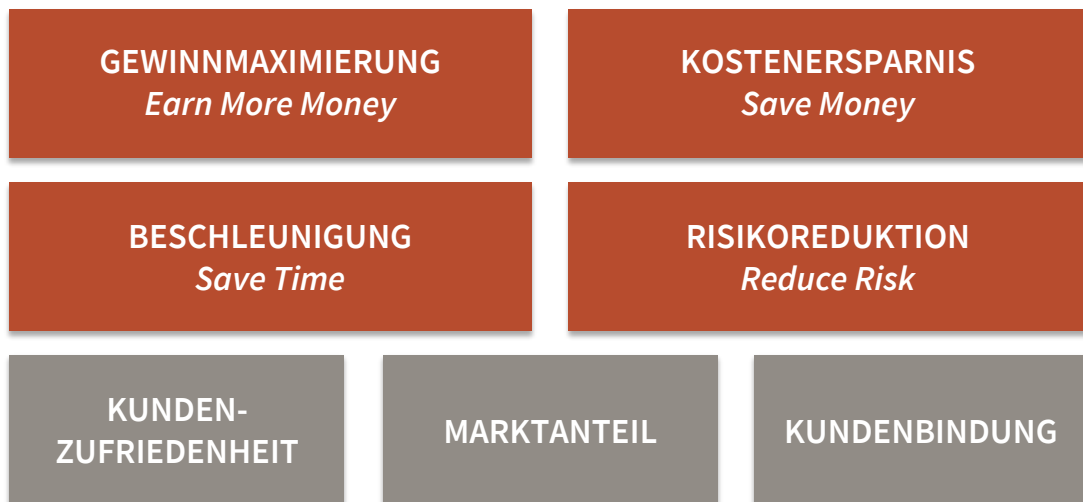 GEWINNMAXIMIERUNG
Earn More Money
KOSTENERSPARNIS
Save Money
BESCHLEUNIGUNG
Save Time
RISIKOREDUKTION
Reduce Risk
KUNDEN-
ZUFRIEDENHEIT
MARKTANTEIL
KUNDENBINDUNG